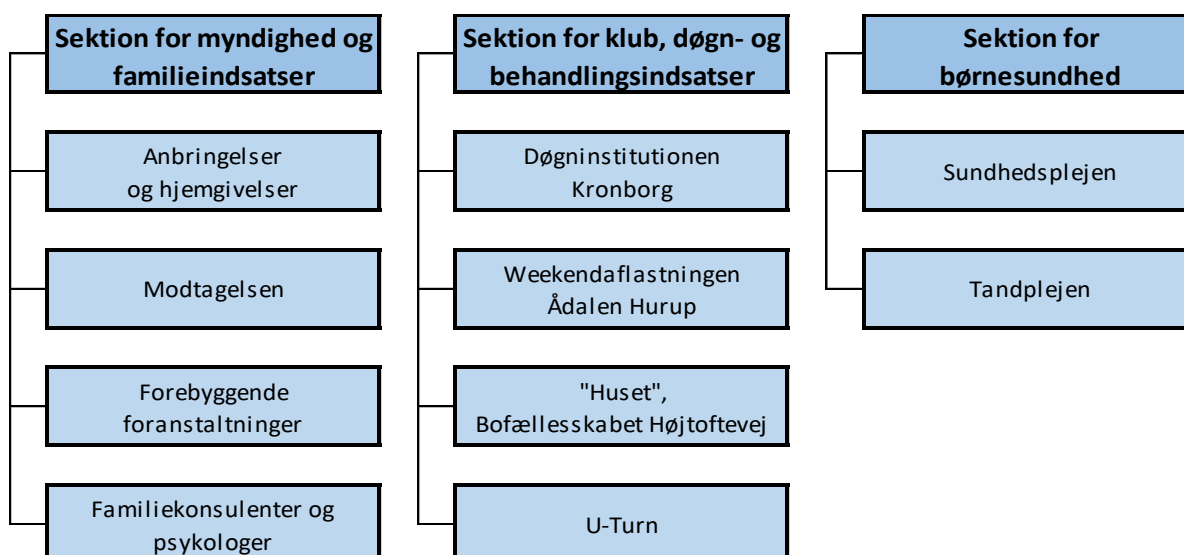 Sektion for myndighed og
familieindsatser
Anbringelser
og hjemgivelser
Modtagelsen
Forebyggende
foranstaltninger
Familiekonsulenter og
psykologer
Sektion for klub, døgn- og
behandlingsindsatser
Døgninstitutionen
Kronborg
Weekendaflastningen
Ådalen Hurup
"Huset",
Bofællesskabet Højtoftevej
U-Turn
Sektion for
børnesundhed
Sundhedsplejen
Tandplejen